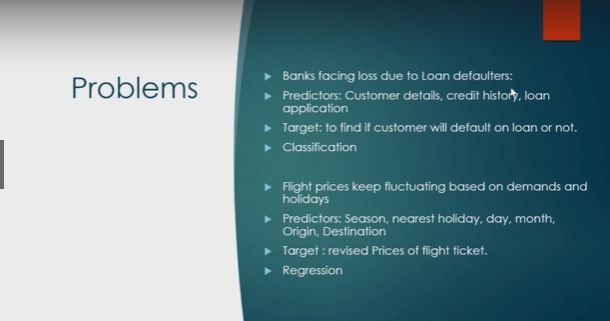 Problems
Banks facing loss due to Loan defaulters:
Predictors: Customer details, credit history, loan
application
Target: to find if customer will default on loan or not.
Classification
Flight prices keep fluctuating based on demands and
holidays
Predictors: Season, nearest holiday, day, month,
Origin, Destination
Target : revised Prices of flight ticket.
Regression